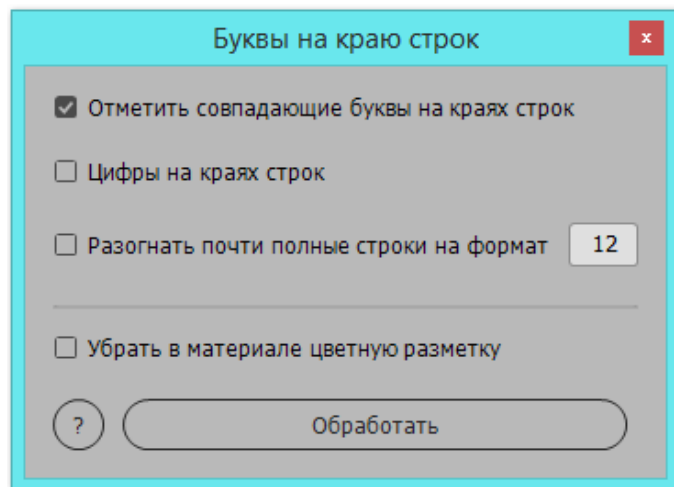 Буквы на краю строк
x
Отметить совпадающие буквы на краях строк
Цифры на краях строк
Разогнать почти полные строки на формат 12
Убрать в материале цветную разметку
? Обработать